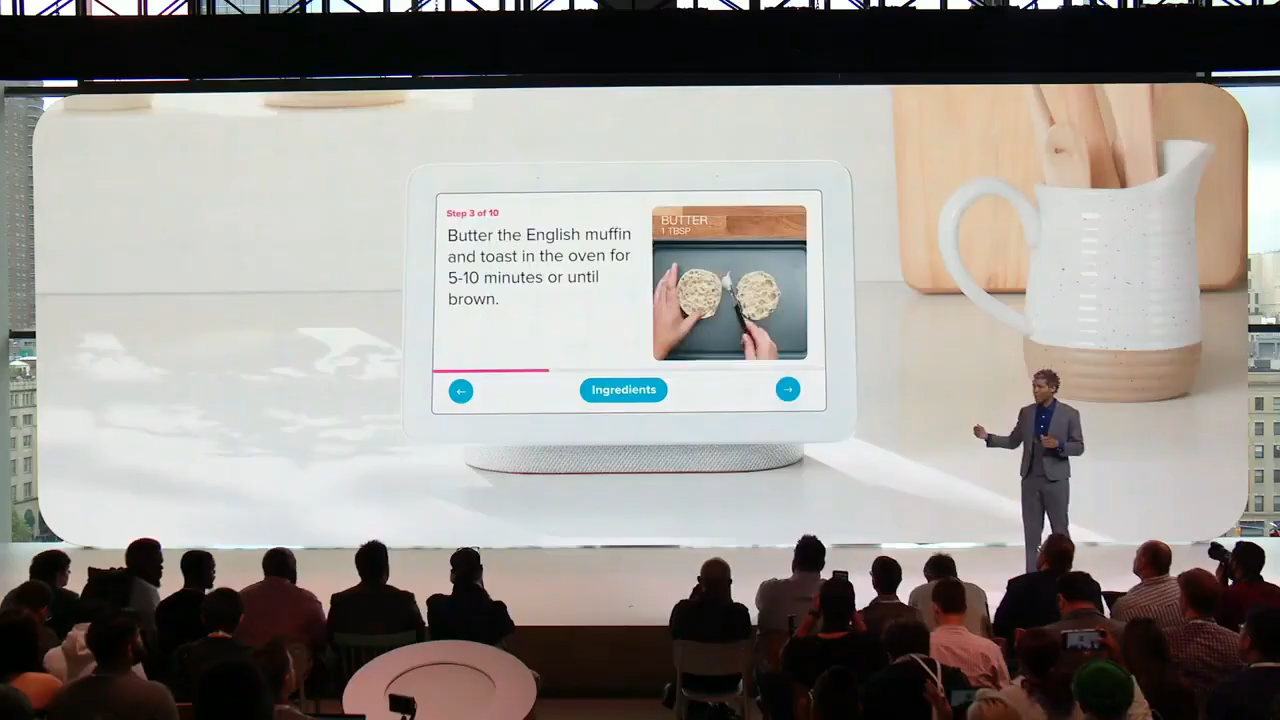 Step 3 of 10
Butter the English muffin
and toast in the oven for
5-10 minutes or until
brown.
BUTTER
1 TBSP
←
Ingredients
→